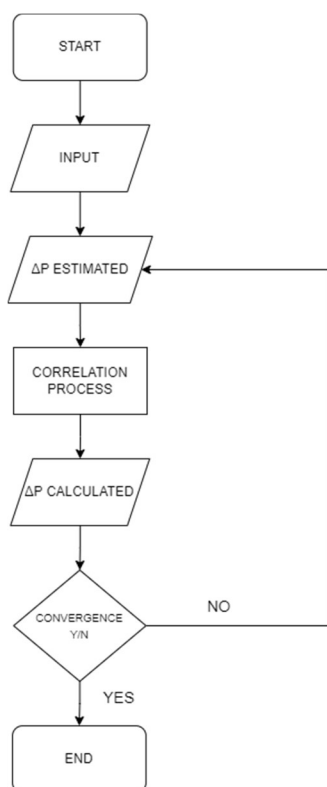 START
INPUT
ΔP ESTIMATED
CORRELATION
PROCESS
ΔP CALCULATED
CONVERGENCE
Y/N
NO
YES
END